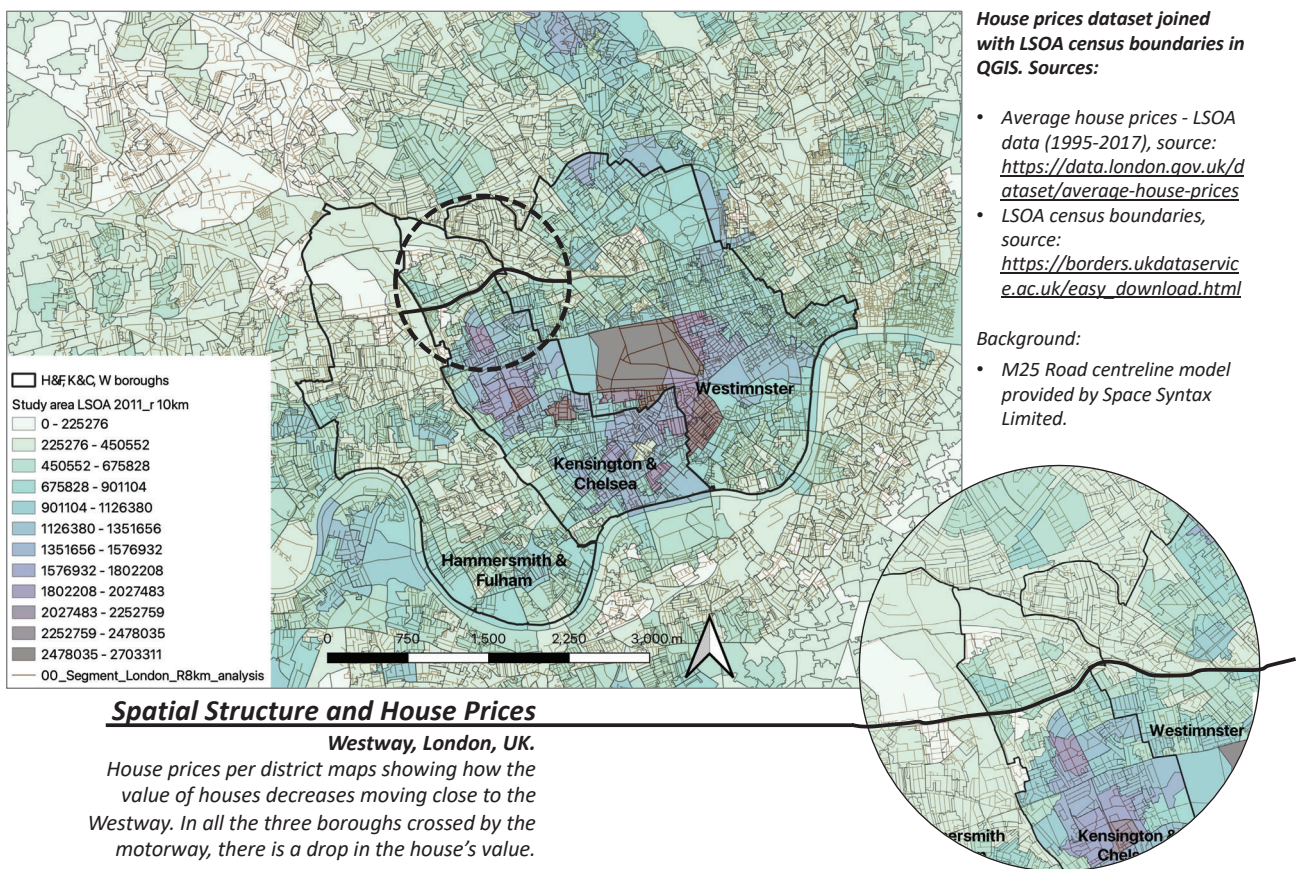 House prices dataset joined
with LSOA census boundaries in
QGIS. Sources:
• Average house prices - LSOA
data (1995-2017), source:
https://data.london.gov.uk/d
ataset/average-house-prices
• LSOA census boundaries,
source:
https://borders.ukdataservic
e.ac.uk/easy_download.html
Background:
• M25 Road centreline model
provided by Space Syntax
Limited.
Westimnster
Kensington &
Chelsea
Hammersmith &
Fulham
H&F, K&C, W boroughs
Study area LSOA 2011_r 10km
0 - 225276
225276 - 450552
450552 - 675828
675828 - 901104
901104 - 1126380
1126380 - 1351656
1351656 - 1576932
1576932 - 1802208
1802208 - 2027483
2027483 - 2252759
2252759 - 2478035
2478035 - 2703311
00_Segment_London_R8km_analysis
0 750 1,500 2,250 3,000 m
Westimnster
ersmith
Kensington &
Chelse
Spatial Structure and House Prices
Westway, London, UK.
House prices per district maps showing how the
value of houses decreases moving close to the
Westway. In all the three boroughs crossed by the
motorway, there is a drop in the house's value.